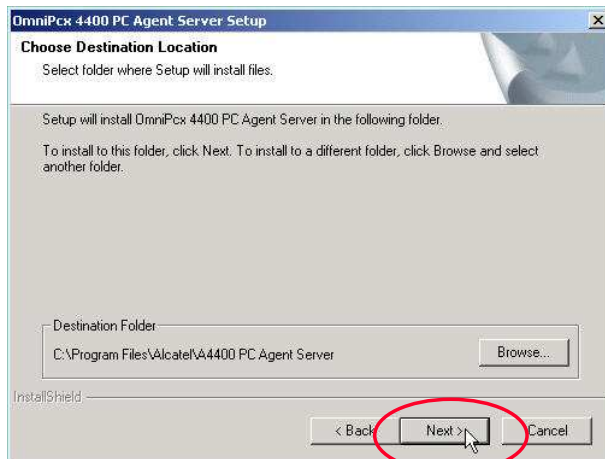 OmniPcx 4400 PC Agent Server Setup
Choose Destination Location
Select folder where Setup will install files.
Setup will install OmniPcx 4400 PC Agent Server in the following folder.
To install to this folder, click Next. To install to a different folder, click Browse and select
another folder.
Destination Folder
C:\Program Files\Alcatel\A4400 PC Agent Server
Browse...
InstallShield
< Back
Next >
Cancel